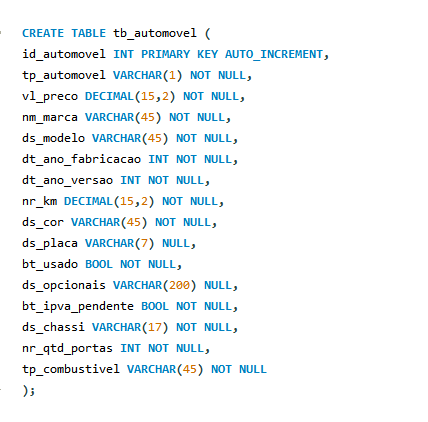 CREATE TABLE tb_automovel (
id_automovel INT PRIMARY KEY AUTO_INCREMENT,
tp_automovel VARCHAR(1) NOT NULL,
vl_preco DECIMAL(15,2) NOT NULL,
nm_marca VARCHAR(45) NOT NULL,
ds_modelo VARCHAR(45) NOT NULL,
dt_ano_fabricacao INT NOT NULL,
dt_ano_versao INT NOT NULL,
nr_km DECIMAL(15,2) NOT NULL,
ds_cor VARCHAR(45) NOT NULL,
ds_placa VARCHAR(7) NULL,
bt_usado BOOL NOT NULL,
ds_opcionais VARCHAR(200) NULL,
bt_ipva_pendente BOOL NOT NULL,
ds_chassi VARCHAR(17) NOT NULL,
nr_qtd_portas INT NOT NULL,
tp_combustivel VARCHAR(45) NOT NULL
);